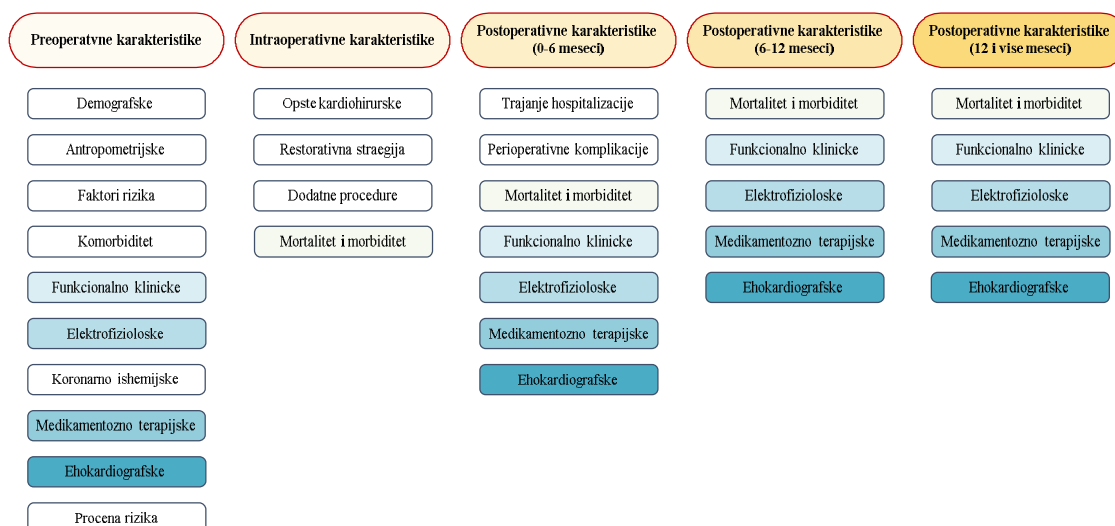 Preoperatvne karakteristike
Demografske
Antropometrijske
Faktori rizika
Komorbiditet
Funkcionalno klinicke
Elektrofizioloske
Koronarno ishemijske
Medikamentozno terapijske
Ehokardiografske
Procena rizika
Intraoperativne karakteristike
Opste kardiohirurske
Restorativna straegija
Dodatne procedure
Mortalitet i morbiditet
Postoperativne karakteristike
(0-6 meseci)
Trajanje hospitalizacije
Perioperative komplikacije
Mortalitet i morbiditet
Funkcionalno klinicke
Elektrofizioloske
Medikamentozno terapijske
Ehokardiografske
Postoperativne karakteristike
(6-12 meseci)
Mortalitet i morbiditet
Funkcionalno klinicke
Elektrofizioloske
Medikamentozno terapijske
Ehokardiografske
Postoperativne karakteristike
(12 i vise meseci)
Mortalitet i morbiditet
Funkcionalno klinicke
Elektrofizioloske
Medikamentozno terapijske
Ehokardiografske